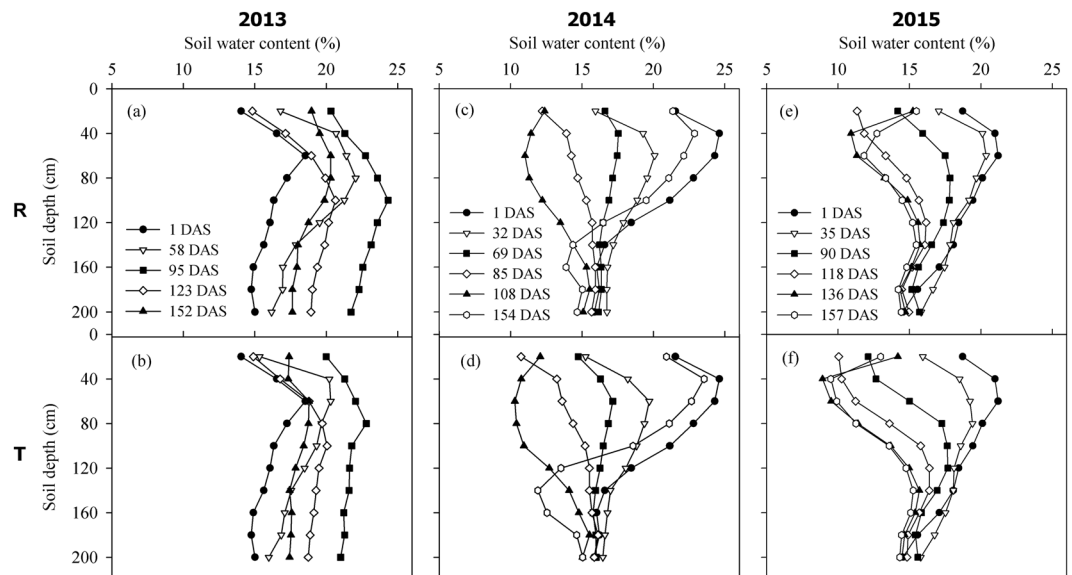 2013 2014 2015
Soil water content (%) Soil water content (%) Soil water content (%)
5 10 15 20 25 5 10 15 20 25 5 10 15 20 25
0
(a) (c) (e)
40
80
R
Soil depth (cm)
120
1 DAS
58 DAS
95 DAS
123 DAS
152 DAS
1 DAS
32 DAS
69 DAS
85 DAS
108 DAS
154 DAS
1 DAS
35 DAS
90 DAS
118 DAS
136 DAS
157 DAS
160
200
0
(b) (d) (f)
40
80
T
Soil depth (cm)
120
160
200